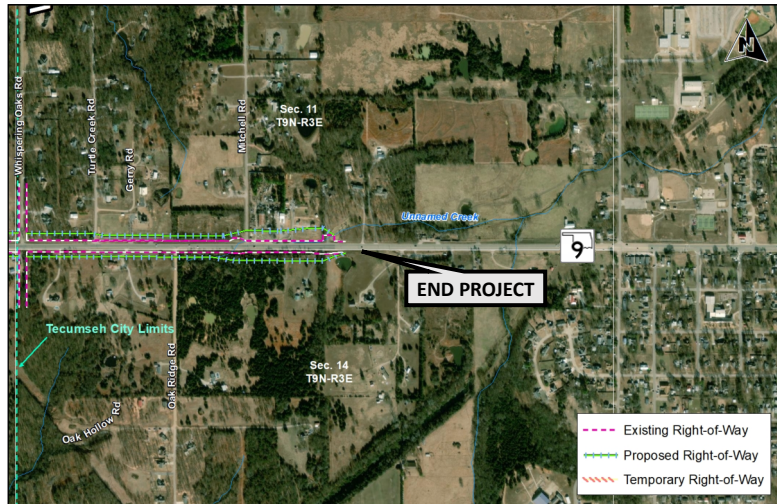 N
Whispering Oaks Rd
Turtle Creek Rd
Gerry Rd
Mitchell Rd
Sec. 11
T9N-R3E
Unnamed Creek
9
END PROJECT
Tecumseh City Limits
Oak Ridge Rd
Sec. 14
T9N-R3E
Oak Hollow Rd
Existing Right-of-Way
Proposed Right-of-Way
Temporary Right-of-Way